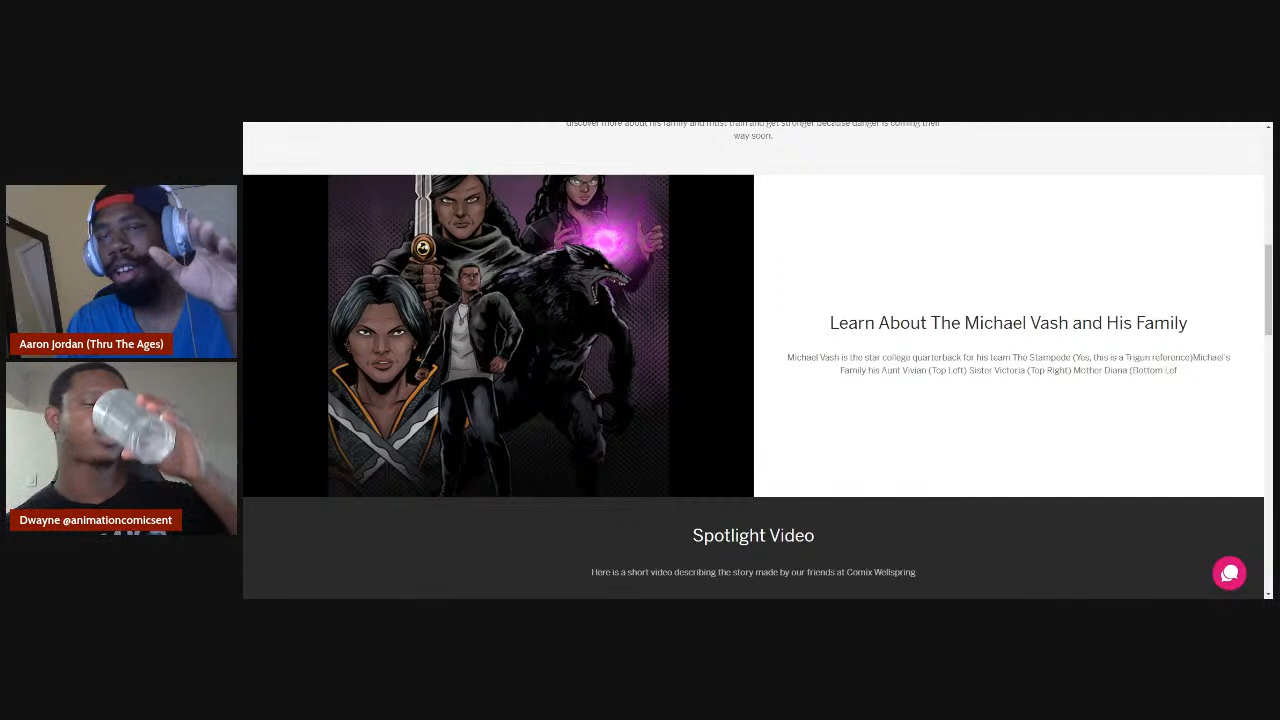 discover more about his family and must train and get stronger because danger is coming their
way soon.
Learn About The Michael Vash and His Family
Michael Vash is the star college quarterback for his team The Stampede (Yes, this is a Trigun reference)Michael's
Family his Aunt Vivian (Top Left) Sister Victoria (Top Right) Mother Diana (Bottom Lef
Aaron Jordan (Thru The Ages)
Dwayne @animationcomicsent
Spotlight Video
Here is a short video describing the story made by our friends at Comix Wellspring